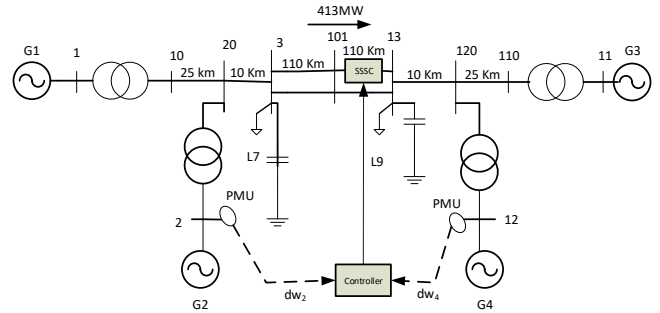 413MW
G1
1
10
20
3
101
13
120
110
11
G3
25 km
10 Km
110 Km
110 Km
SSSC
10 Km
25 Km
L7
L9
PMU
PMU
2
12
G2
dw2
Controller
dw4
G4